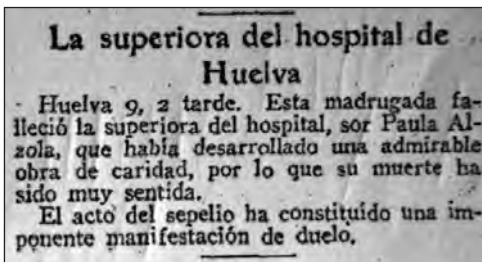 La superiora del hospital de
Huelva
Huelva 9, 2 tarde. Esta madrugada fa-
lleció la superiora del hospital, sor Paula Al-
zola, que había desarrollado una admirable
obra de caridad, por lo que su muerte ha
sido muy sentida.
El acto del sepelio ha constituído una im-
ponente manifestación de duelo.